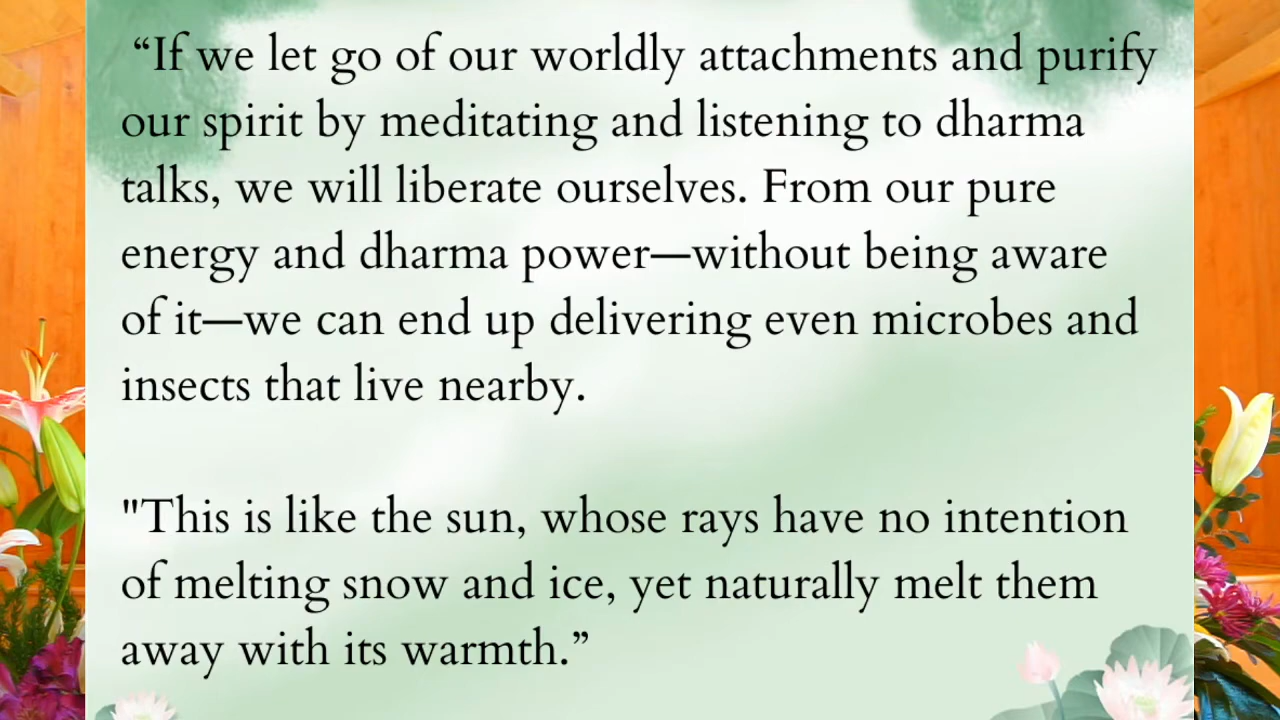 “If we let go of our worldly attachments and purify
our spirit by meditating and listening to dharma
talks, we will liberate ourselves. From our pure
energy and dharma power—without being aware
of it—we can end up delivering even microbes and
insects that live nearby.
"This is like the sun, whose rays have no intention
of melting snow and ice, yet naturally melt them
away with its warmth.”